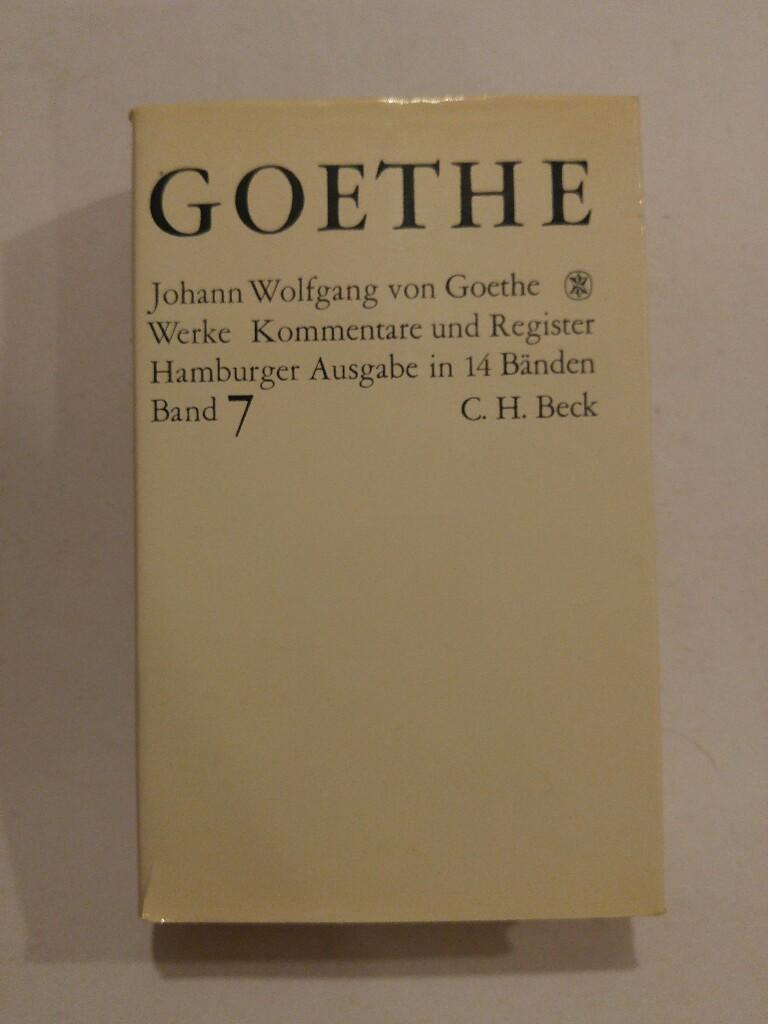 GOETHE
Johann Wolfgang von Goethe
Werke Kommentare und Register
Hamburger Ausgabe in 14 Bänden
Band 7 C. H. Beck